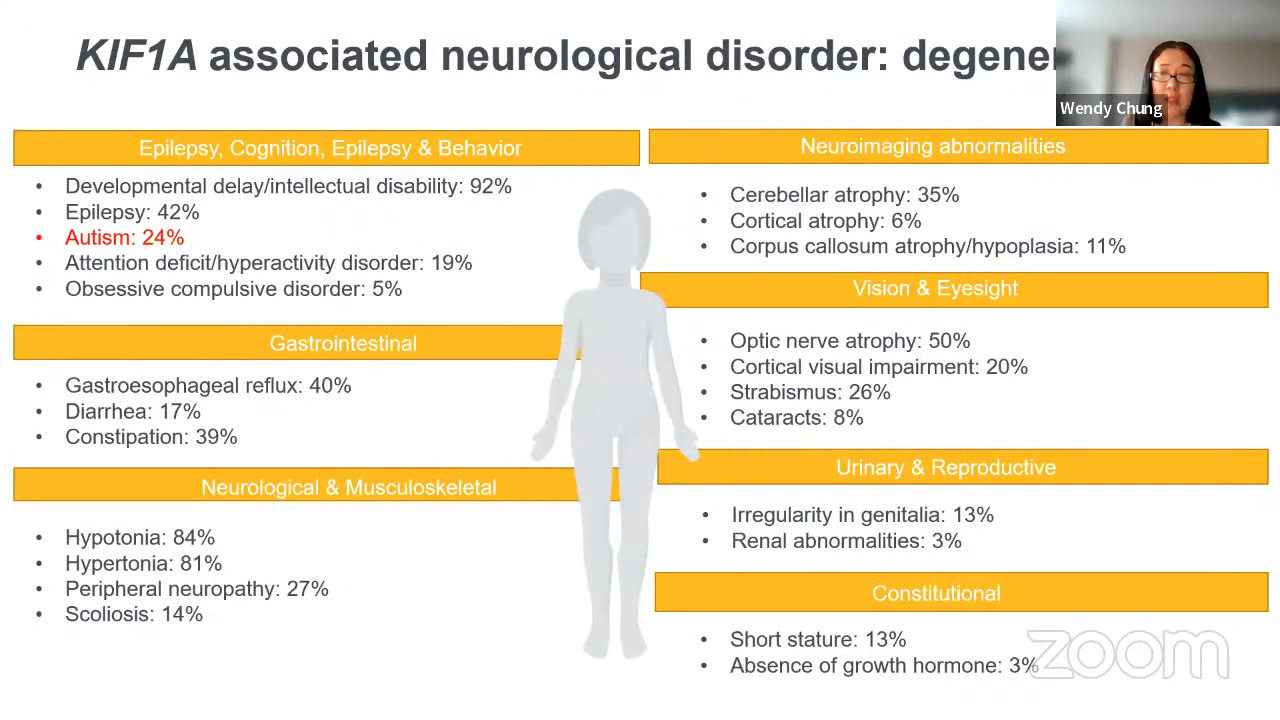 KIF1A associated neurological disorder: degener
Wendy Chung
Epilepsy, Cognition, Epilepsy & Behavior
• Developmental delay/intellectual disability: 92%
• Epilepsy: 42%
• Autism: 24%
• Attention deficit/hyperactivity disorder: 19%
• Obsessive compulsive disorder: 5%
Gastrointestinal
• Gastroesophageal reflux: 40%
• Diarrhea: 17%
• Constipation: 39%
Neurological & Musculoskeletal
• Hypotonia: 84%
• Hypertonia: 81%
• Peripheral neuropathy: 27%
• Scoliosis: 14%
Neuroimaging abnormalities
• Cerebellar atrophy: 35%
• Cortical atrophy: 6%
• Corpus callosum atrophy/hypoplasia: 11%
Vision & Eyesight
• Optic nerve atrophy: 50%
• Cortical visual impairment: 20%
• Strabismus: 26%
• Cataracts: 8%
Urinary & Reproductive
• Irregularity in genitalia: 13%
• Renal abnormalities: 3%
Constitutional
• Short stature: 13%
• Absence of growth hormone: 3%
zoom